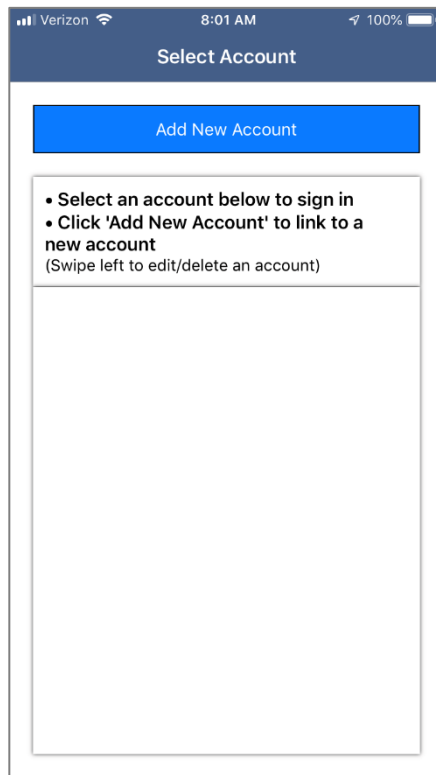 Verizon 8:01 AM 100%
Select Account
Add New Account
• Select an account below to sign in
• Click 'Add New Account' to link to a
new account
(Swipe left to edit/delete an account)